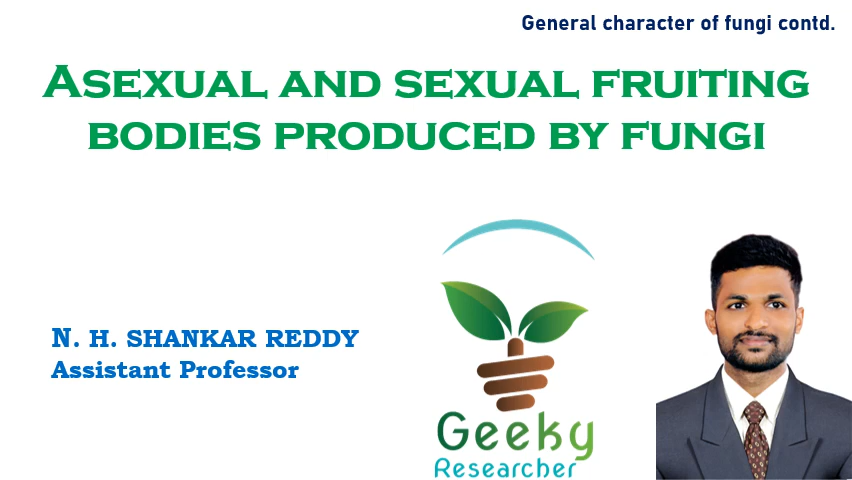 General character of fungi contd.
ASEXUAL AND SEXUAL FRUITING
BODIES PRODUCED BY FUNGI
N. H. SHANKAR REDDY
Assistant Professor
Geeky
Researcher